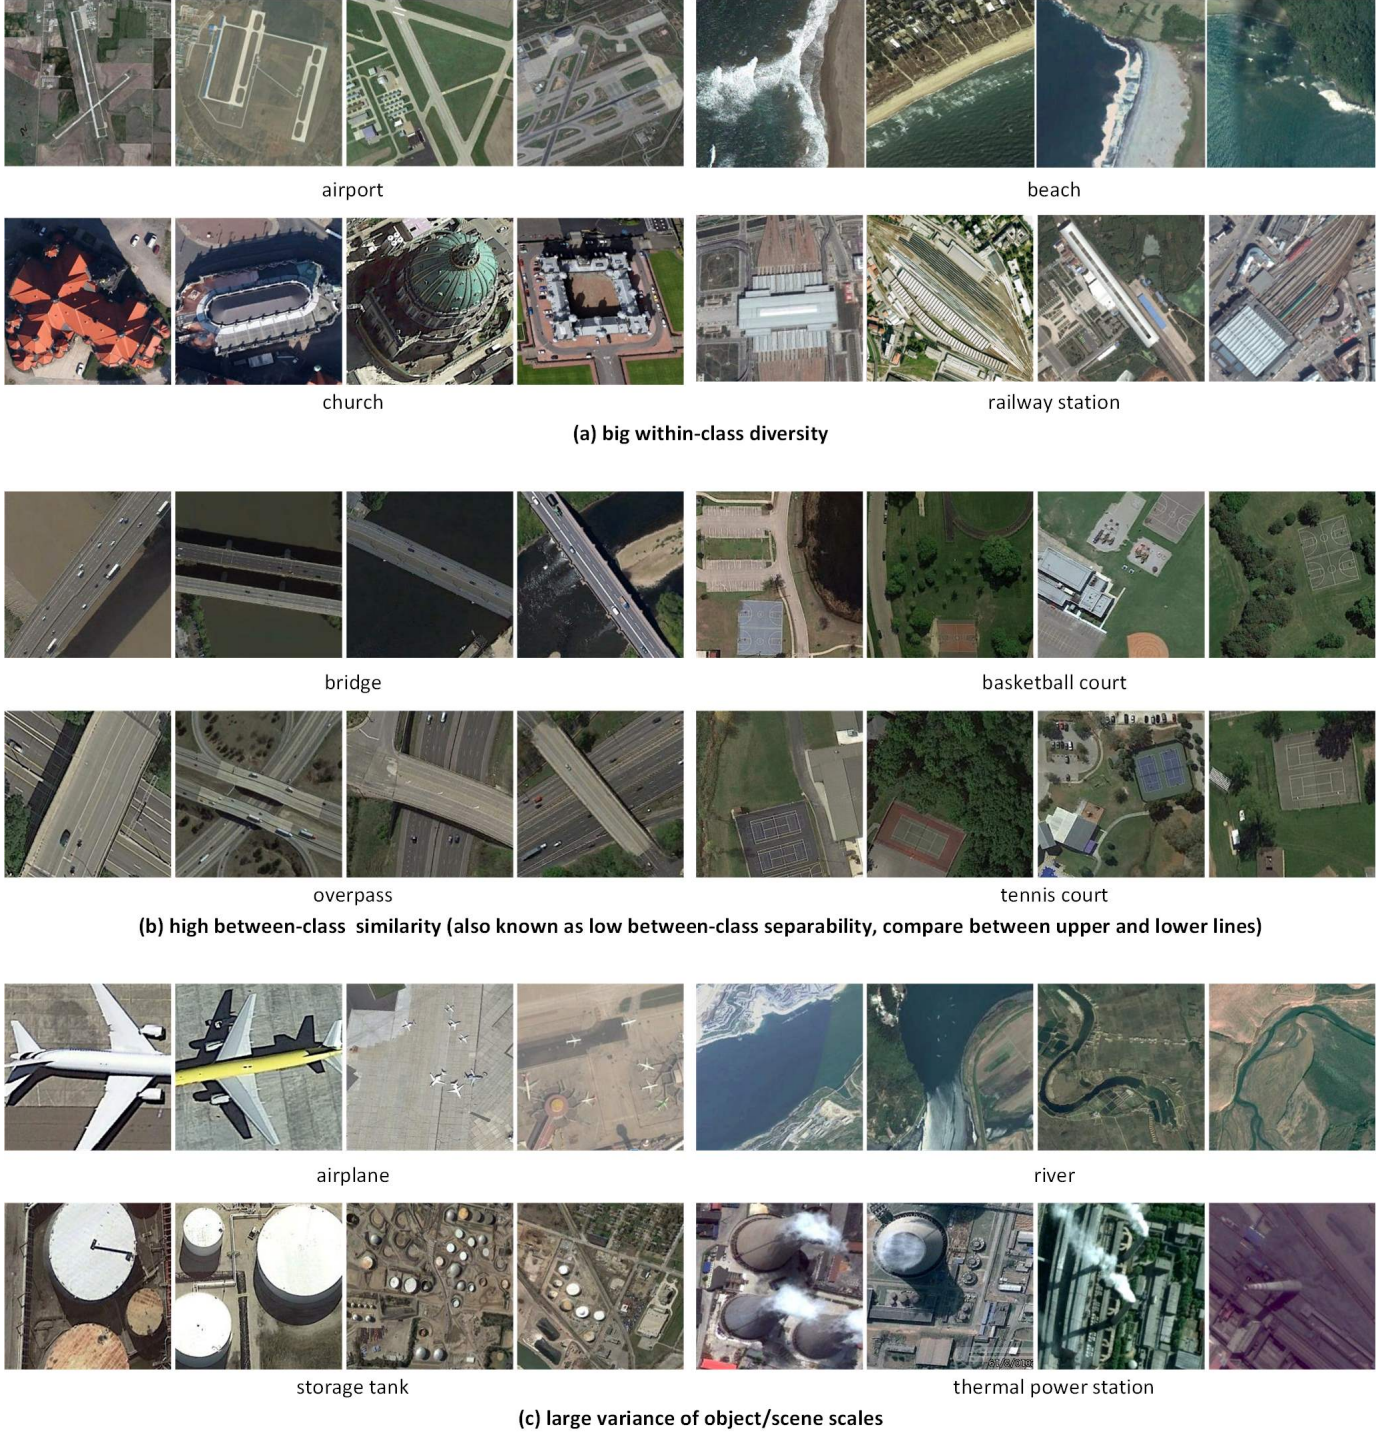 airport
beach
church
railway station
(a) big within-class diversity
bridge
basketball court
overpass
tennis court
(b) high between-class similarity (also known as low between-class separability, compare between upper and lower lines)
airplane
river
storage tank
thermal power station
(c) large variance of object/scene scales